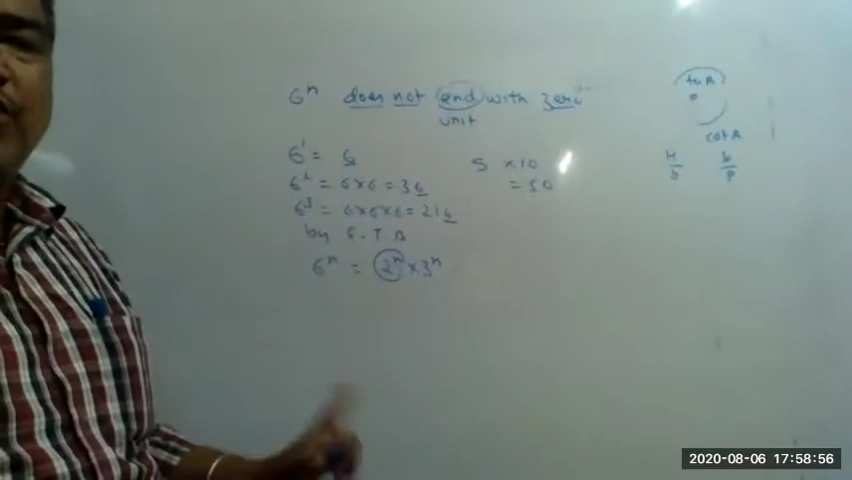 6ⁿ does not end with zero
unit
6¹ = 6
6² = 6×6 = 36
6³ = 6×6×6 = 216
by F.T.A
6ⁿ = 2ⁿ × 3ⁿ
5 ×10
= 50
cot A
b
2020-08-06 17:58:56